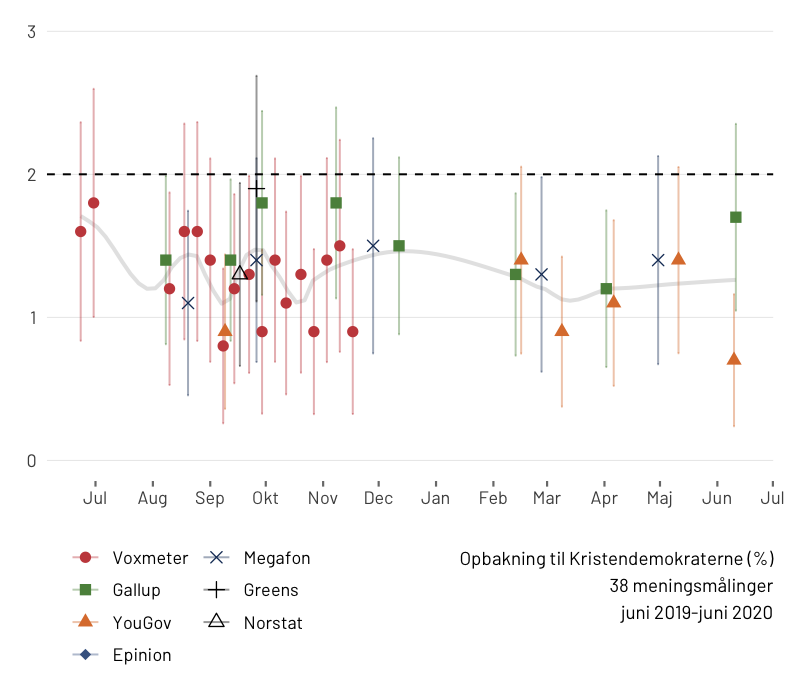 3
2
1
0
Jul Aug Sep Okt Nov Dec Jan Feb Mar Apr Maj Jun Jul
Voxmeter Megafon
Gallup Greens
YouGov Norstat
Epinion
Opbakning til Kristendemokraterne (%)
38 meningsmålinger
juni 2019-juni 2020